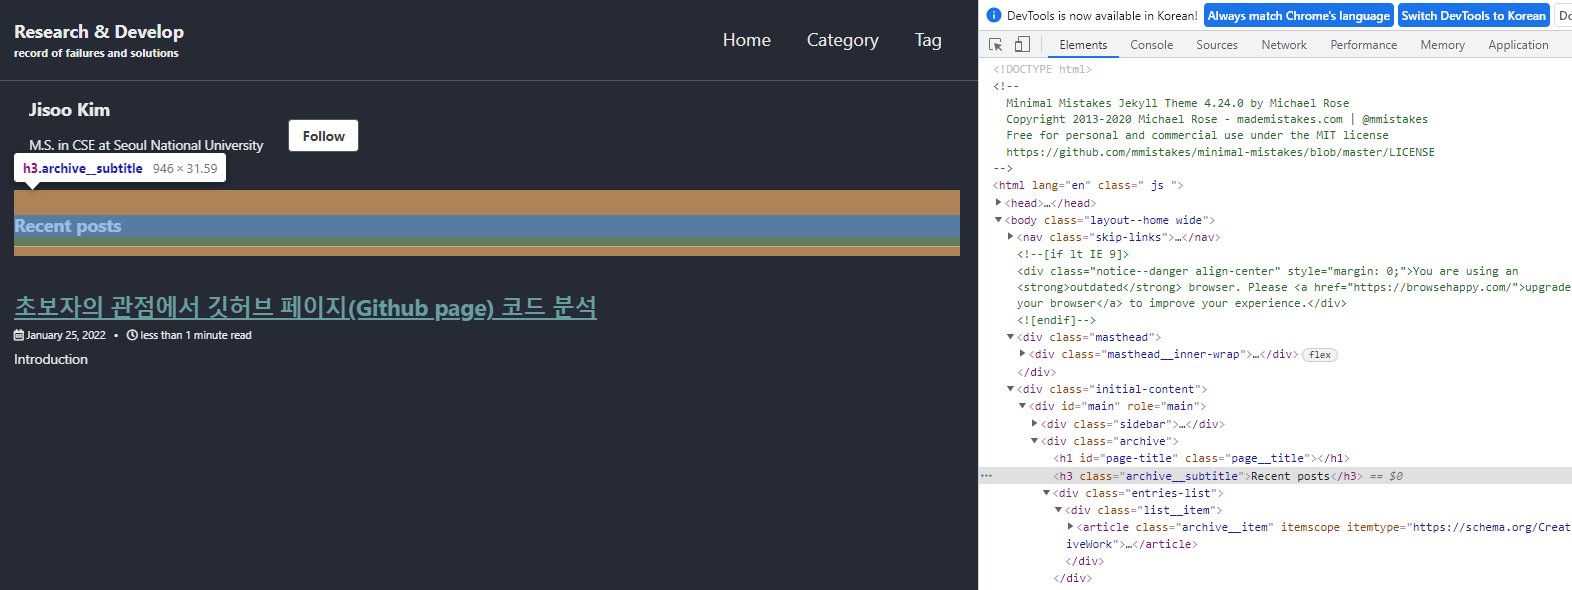 Research & Develop
record of failures and solutions
Home
Category
Tag
Jisoo Kim
M.S. in CSE at Seoul National University
Follow
h3.archive__subtitle 946 × 31.59
Recent posts
초보자의 관점에서 깃허브 페이지(Github page) 코드 분석
January 25, 2022 • less than 1 minute read
Introduction
DevTools is now available in Korean! Always match Chrome's language Switch DevTools to Korean Do
Elements Console Sources Network Performance Memory Application
<!DOCTYPE html>
<!--
Minimal Mistakes Jekyll Theme 4.24.0 by Michael Rose
Copyright 2013-2020 Michael Rose - mademistakes.com | @mmistakes
Free for personal and commercial use under the MIT license
https://github.com/mmistakes/minimal-mistakes/blob/master/LICENSE
-->
<html lang="en" class=" js ">
<head>…</head>
<body class="layout--home wide">
<nav class="skip-links">…</nav>
<!--[if lt IE 9]>
<div class="notice--danger align-center" style="margin: 0;">You are using an
<strong>outdated</strong> browser. Please <a href="https://browsehappy.com/">upgrade
your browser</a> to improve your experience.</div>
<![endif]-->
<div class="masthead">
<div class="masthead__inner-wrap">…</div> flex
</div>
<div class="initial-content">
<div id="main" role="main">
<div class="sidebar">…</div>
<div class="archive">
<h1 id="page-title" class="page__title"></h1>
<h3 class="archive__subtitle">Recent posts</h3> == $0
<div class="entries-list">
<div class="list__item">
<article class="archive__item" itemscope itemtype="https://schema.org/Creat
iveWork">…</article>
</div>
</div>